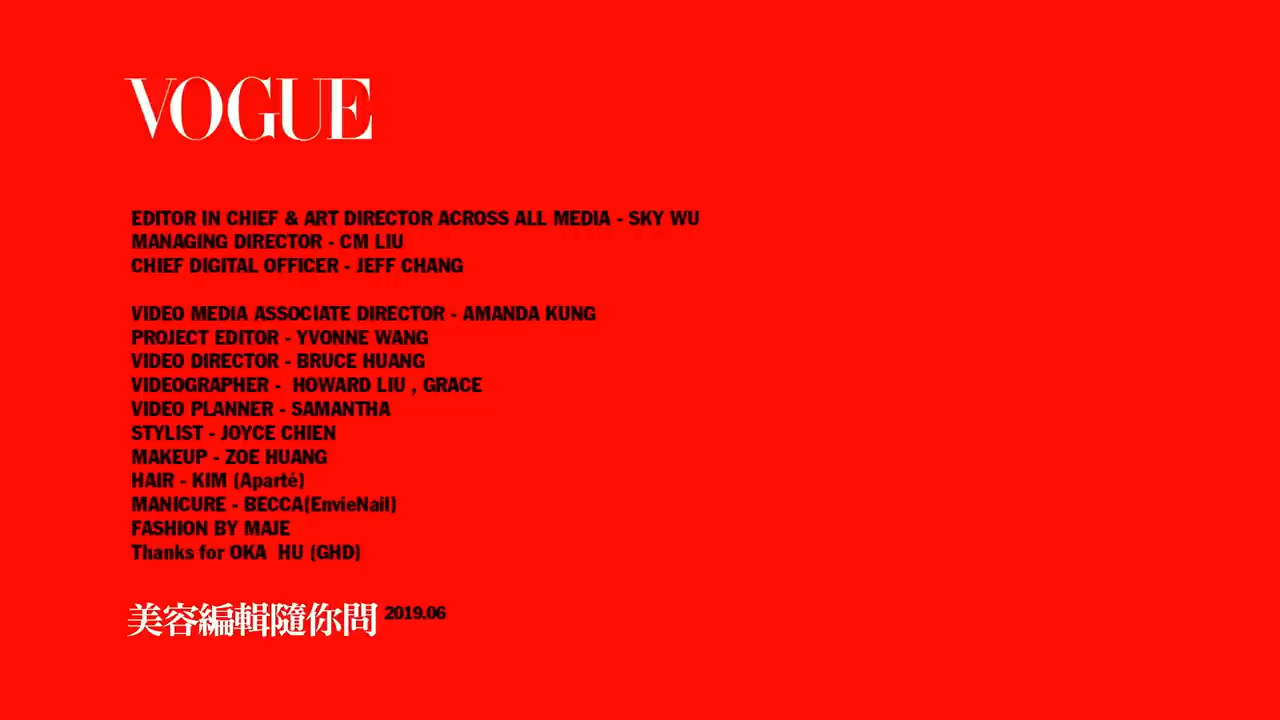 VOGUE
EDITOR IN CHIEF & ART DIRECTOR ACROSS ALL MEDIA - SKY WU
MANAGING DIRECTOR - CM LIU
CHIEF DIGITAL OFFICER - JEFF CHANG
VIDEO MEDIA ASSOCIATE DIRECTOR - AMANDA KUNG
PROJECT EDITOR - YVONNE WANG
VIDEO DIRECTOR - BRUCE HUANG
VIDEOGRAPHER -  HOWARD LIU , GRACE
VIDEO PLANNER - SAMANTHA
STYLIST - JOYCE CHIEN
MAKEUP - ZOE HUANG
HAIR - KIM (Aparté)
MANICURE - BECCA(EnvieNail)
FASHION BY MAJE
Thanks for OKA  HU (GHD)
美容編輯隨你問 2019.06